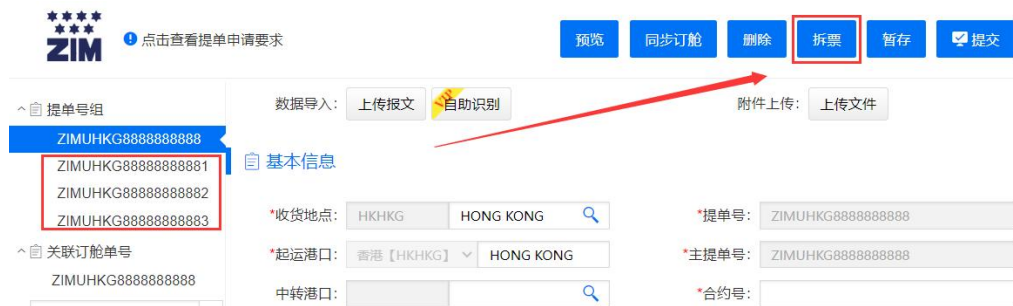 ZIM
点击查看提单申请要求
预览 同步订舱 删除 拆票 暂存 提交
提单号组
ZIMUHKG8888888888
ZIMUHKG88888888881
ZIMUHKG88888888882
ZIMUHKG88888888883
关联订舱单号
ZIMUHKG8888888888
数据导入: 上传报文 VIP 自助识别 附件上传: 上传文件
基本信息
*收货地点: HKHKG HONG KONG *提单号: ZIMUHKG8888888888
*起运港口: 香港【HKHKG】 HONG KONG *主提单号: ZIMUHKG8888888888
中转港口: *合约号: